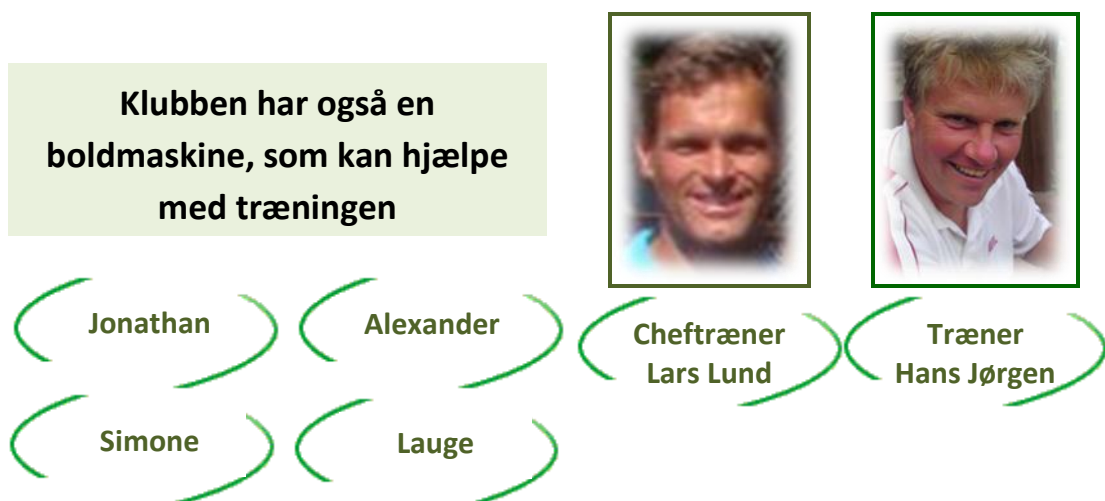 Klubben har også en
boldmaskine, som kan hjælpe
med træningen
Jonathan
Alexander
Cheftræner
Lars Lund
Træner
Hans Jørgen
Simone
Lauge